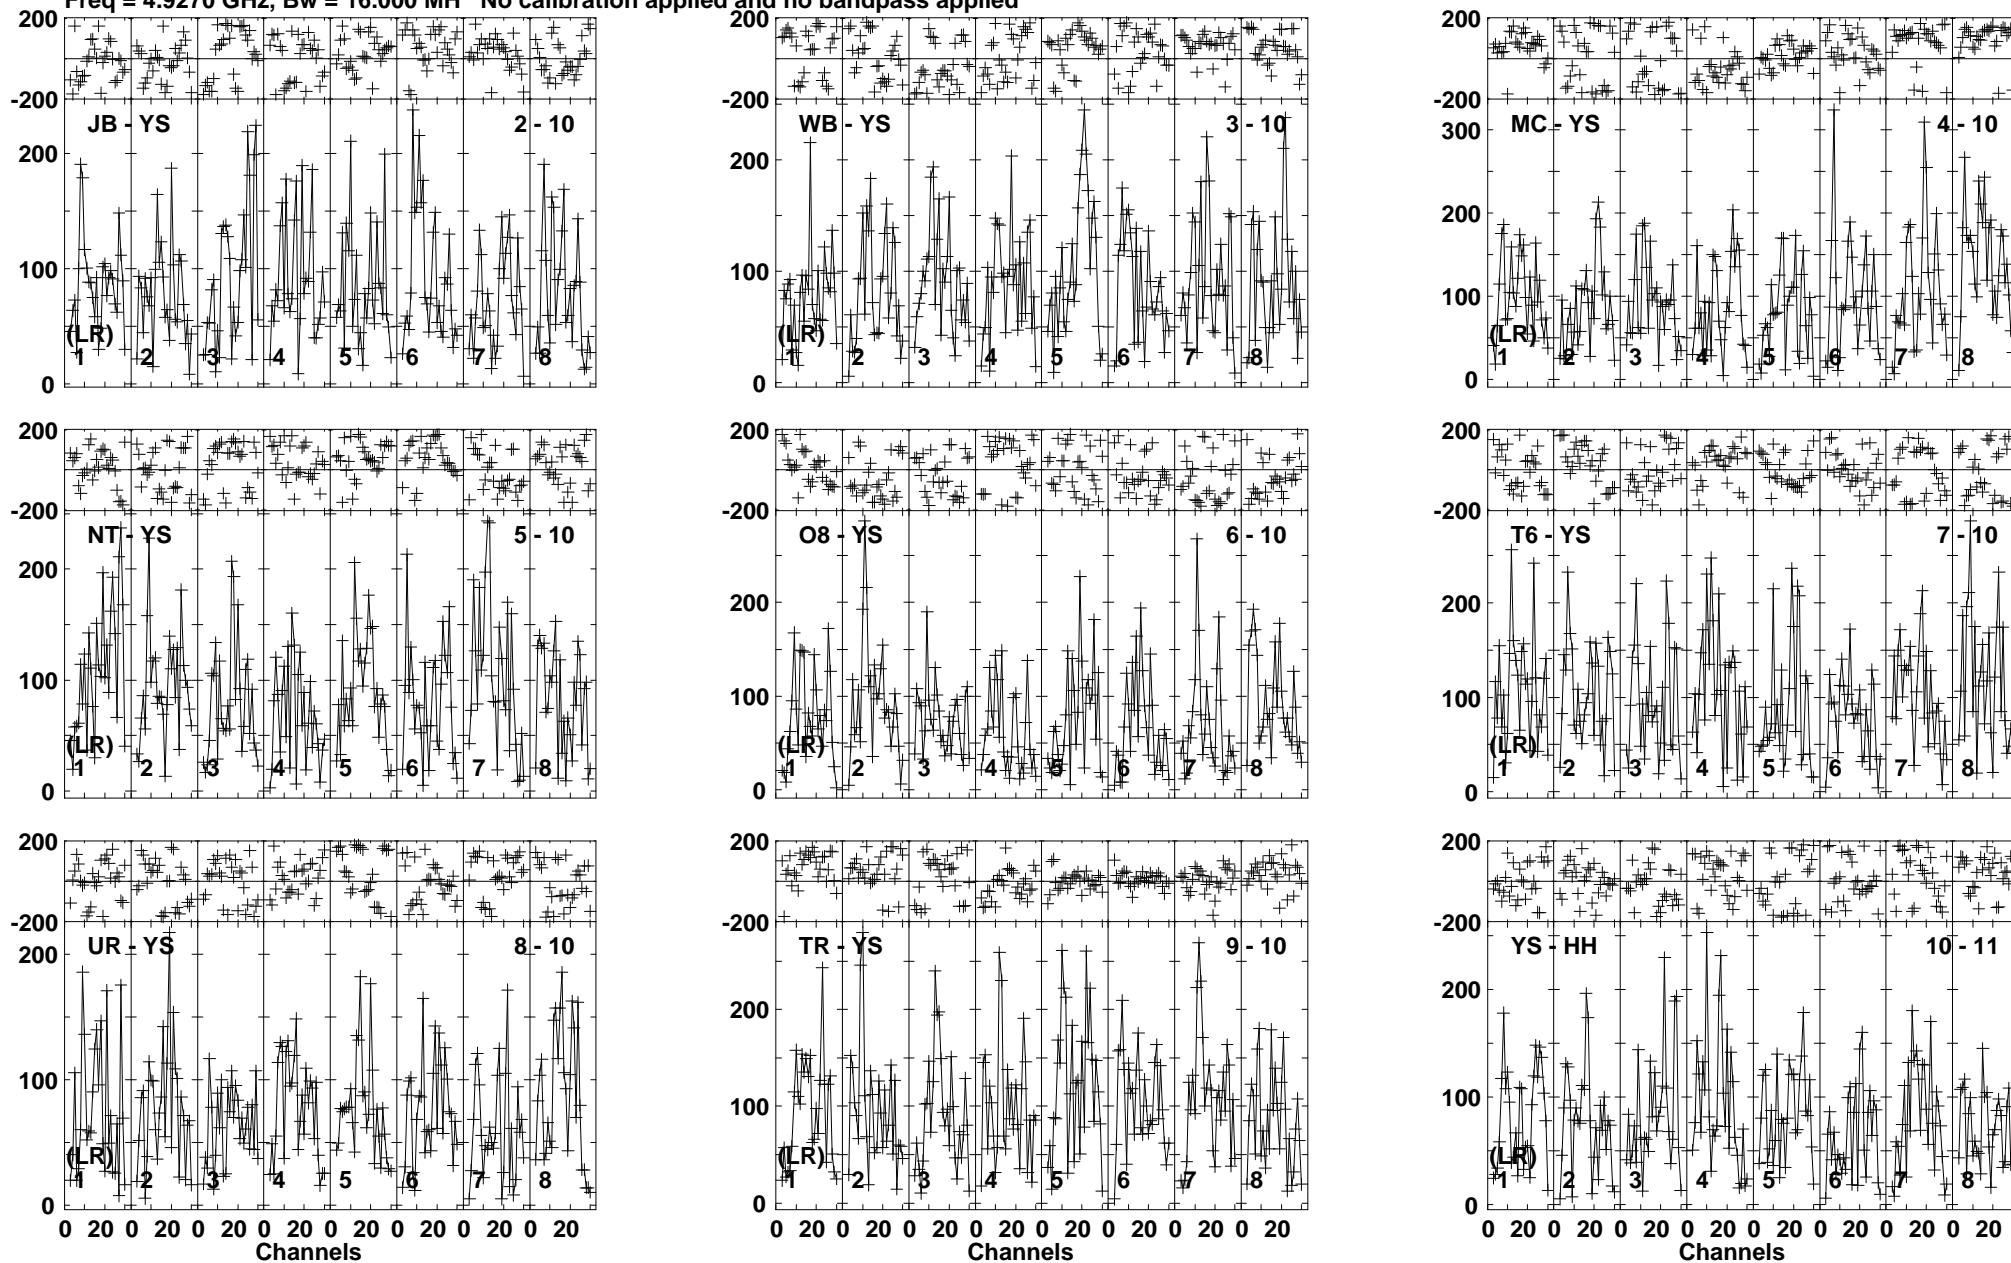 Freq = 4.9270 GHz, Bw = 16.000 MH No calibration applied and no bandpass applied
200 200 200
-200 -200 -200
JB - YS 2 - 10 WB - YS 3 - 10 MC - YS 4 - 10
300
200 200 200
100 100 100
(LR) (LR) (LR)
1 2 3 4 5 6 7 8 1 2 3 4 5 6 7 8 1 2 3 4 5 6 7 8
0 0 0
200 200 200
-200 -200 -200
NT - YS 5 - 10 O8 - YS 6 - 10 T6 - YS 7 - 10
200 200 200
100 100 100
(LR) (LR) (LR)
1 2 3 4 5 6 7 8 1 2 3 4 5 6 7 8 1 2 3 4 5 6 7 8
0 0 0
200 200 200
-200 -200 -200
UR - YS 8 - 10 TR - YS 9 - 10 YS - HH 10 - 11
200 200 200
100 100 100
(LR) (LR) (LR)
1 2 3 4 5 6 7 8 1 2 3 4 5 6 7 8 1 2 3 4 5 6 7 8
0 0 0
0 20 0 20 0 20 0 20 0 20 0 20 0 20 0 20 0 20 0 20 0 20 0 20 0 20 0 20 0 20 0 20 0 20 0 20 0 20 0 20 0 20 0 20 0 20 0 20
Channels Channels Channels